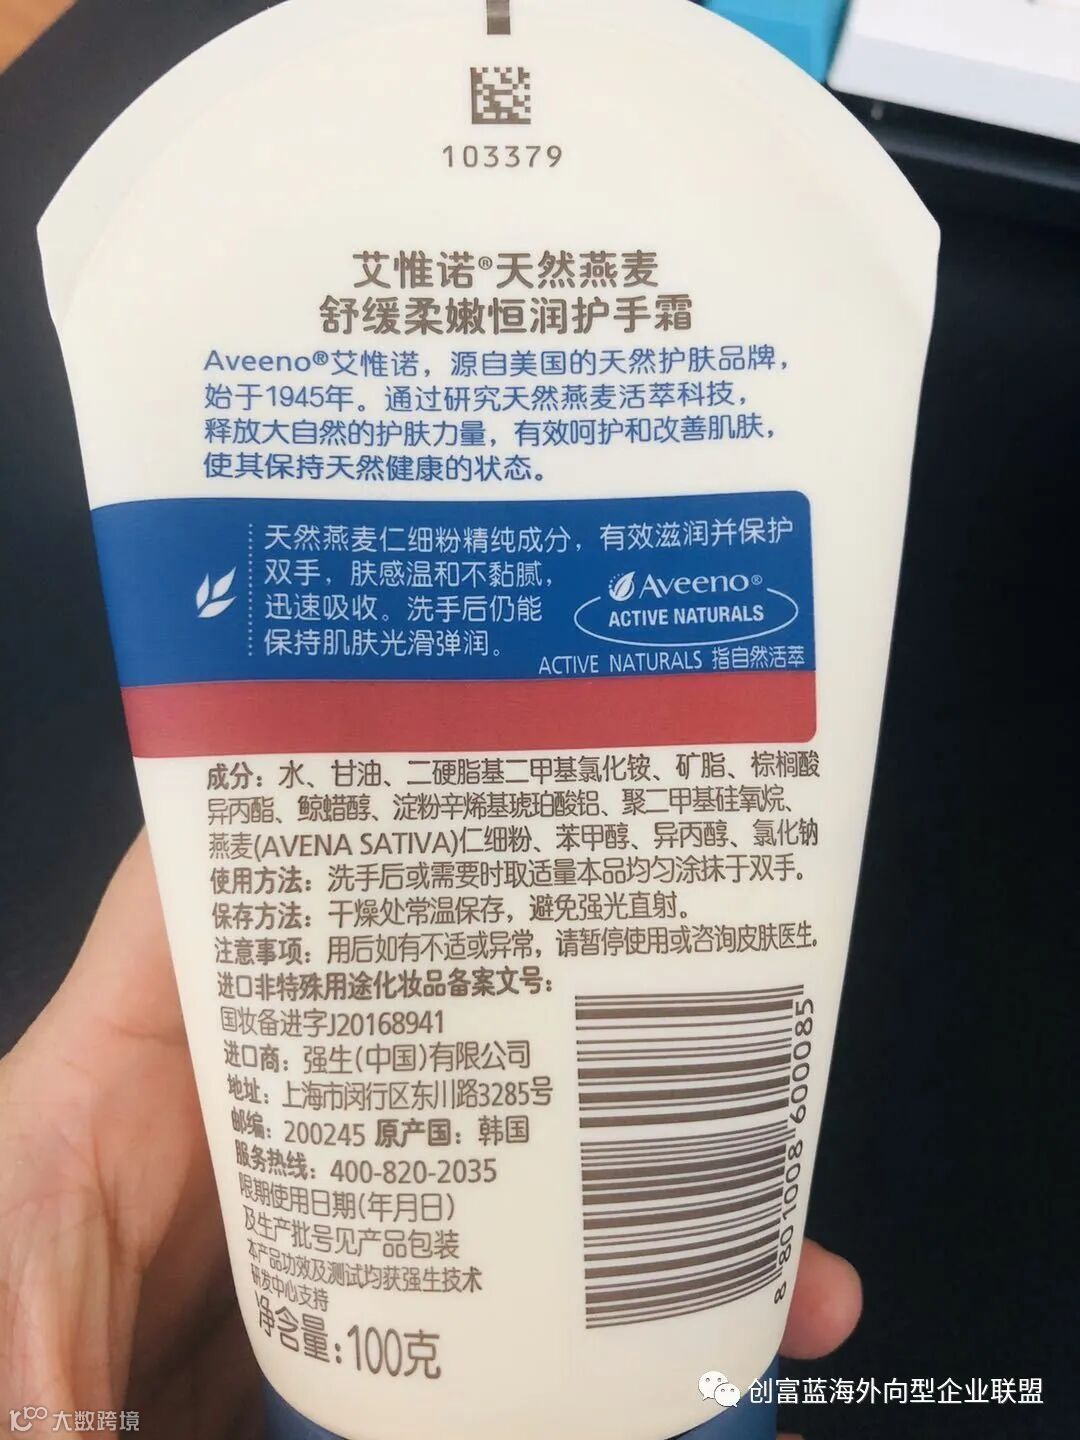 103379
艾惟诺®天然燕麦
舒缓柔嫩恒润护手霜
Aveeno®艾惟诺，源自美国的天然护肤品牌，
始于1945年。通过研究天然燕麦活萃科技，
释放大自然的护肤力量，有效呵护和改善肌肤，
使其保持天然健康的状态。
天然燕麦仁细粉精纯成分，有效滋润并保护
双手，肤感温和不黏腻，
迅速吸收。洗手后仍能
保持肌肤光滑弹润。
Aveeno®
ACTIVE NATURALS
ACTIVE NATURALS 指自然活萃
成分：水、甘油、二硬脂基二甲基氯化铵、矿脂、棕榈酸
异丙酯、鲸蜡醇、淀粉辛烯基琥珀酸铝、聚二甲基硅氧烷、
燕麦(AVENA SATIVA)仁细粉、苯甲醇、异丙醇、氯化钠
使用方法：洗手后或需要时取适量本品均匀涂抹于双手。
保存方法：干燥处常温保存，避免强光直射。
注意事项：用后如有不适或异常，请暂停使用或咨询皮肤医生。
进口非特殊用途化妆品备案文号：
国妆备进字J20168941
进口商：强生(中国)有限公司
地址：上海市闵行区东川路3285号
邮编：200245 原产国：韩国
服务热线：400-820-2035
限期使用日期(年月日)
及生产批号见产品包装
本产品功效及测试均获强生技术
研发中心支持
净含量：100克
8 801008 600085
创富蓝海外向型企业联盟
大数跨境